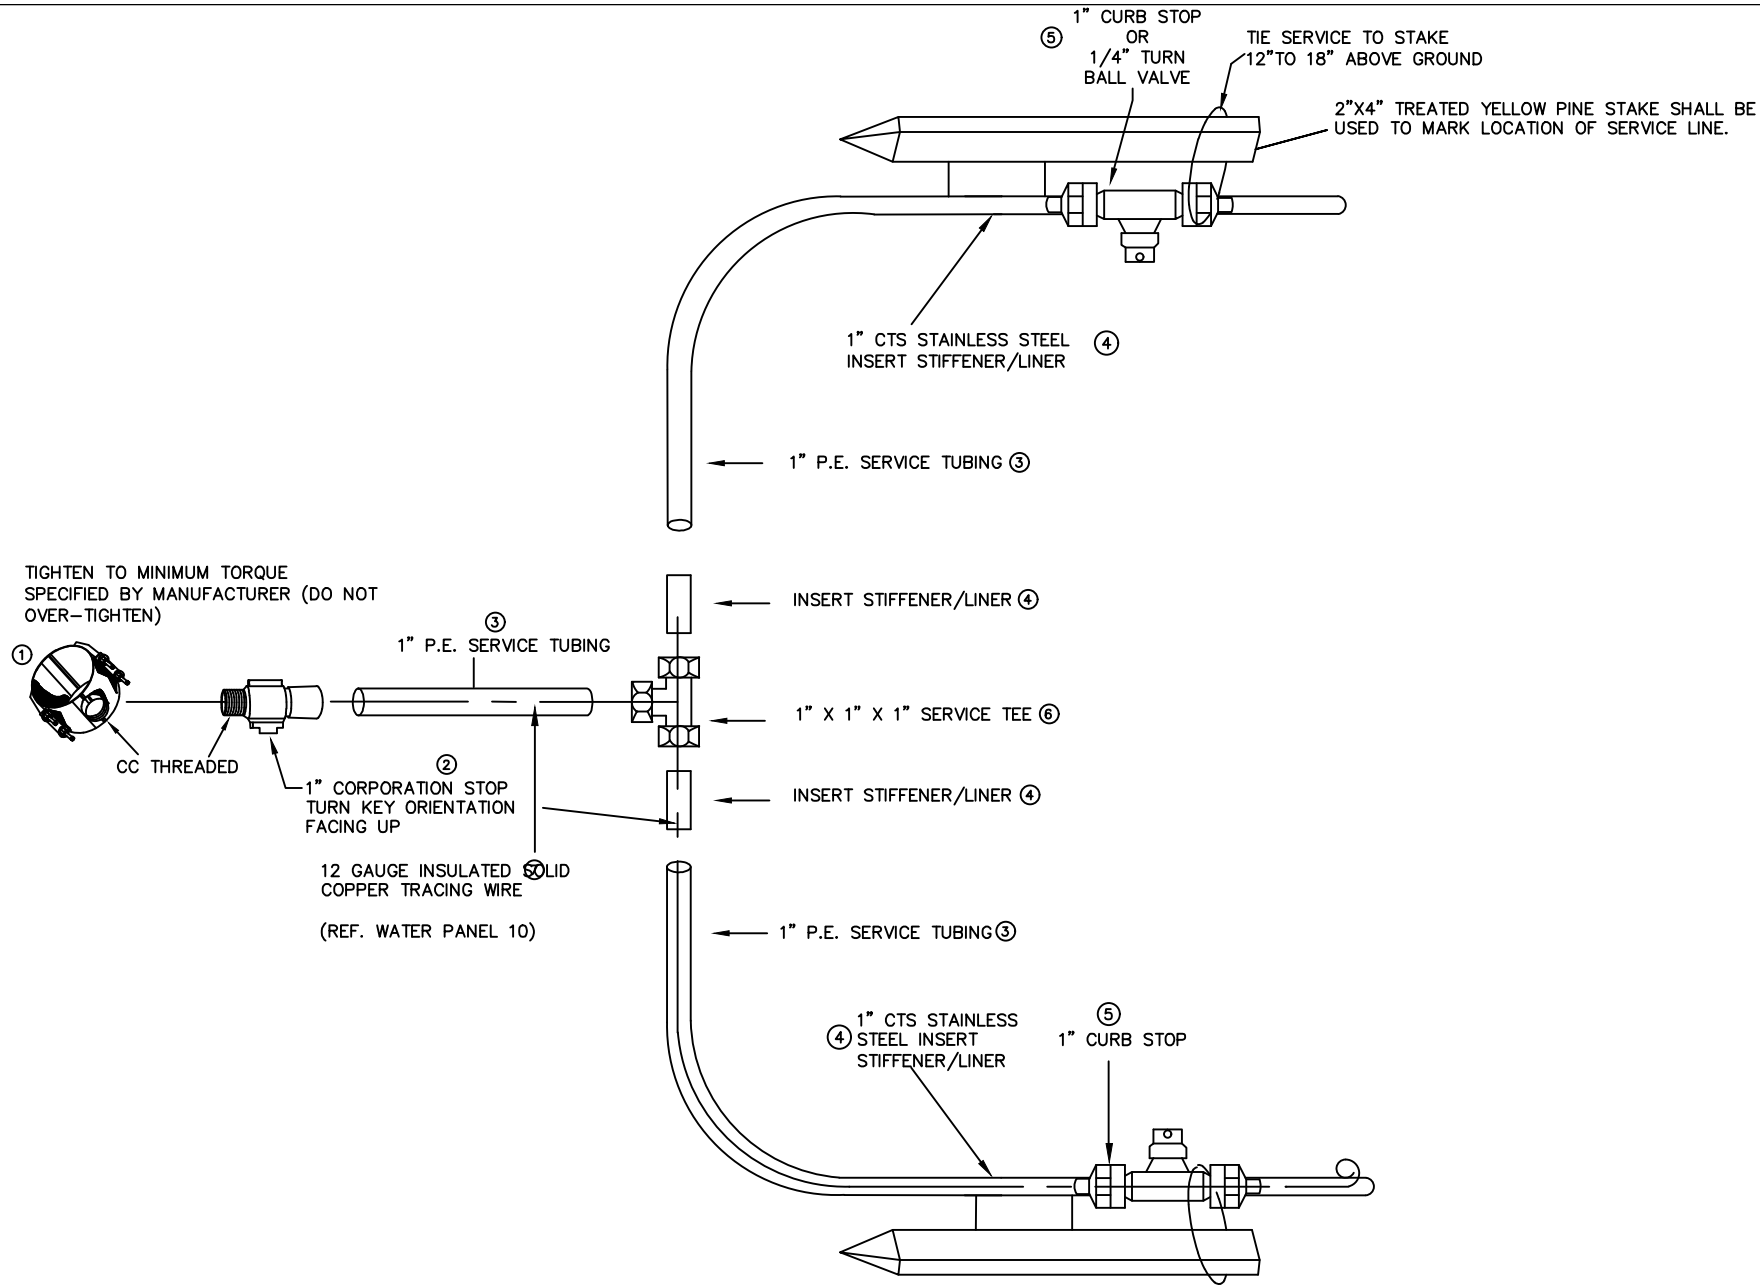 ⑤
1" CURB STOP
OR
1/4" TURN
BALL VALVE
TIE SERVICE TO STAKE
12"TO 18" ABOVE GROUND
2"X4" TREATED YELLOW PINE STAKE SHALL BE
USED TO MARK LOCATION OF SERVICE LINE.
1" CTS STAINLESS STEEL ④
INSERT STIFFENER/LINER
1" P.E. SERVICE TUBING ③
TIGHTEN TO MINIMUM TORQUE
SPECIFIED BY MANUFACTURER (DO NOT
OVER-TIGHTEN)
①
INSERT STIFFENER/LINER ④
③
1" P.E. SERVICE TUBING
1" X 1" X 1" SERVICE TEE ⑥
CC THREADED
②
1" CORPORATION STOP
TURN KEY ORIENTATION
FACING UP
INSERT STIFFENER/LINER ④
12 GAUGE INSULATED SOLID ⑦
COPPER TRACING WIRE
(REF. WATER PANEL 10)
1" P.E. SERVICE TUBING ③
④
1" CTS STAINLESS
STEEL INSERT
STIFFENER/LINER
⑤
1" CURB STOP